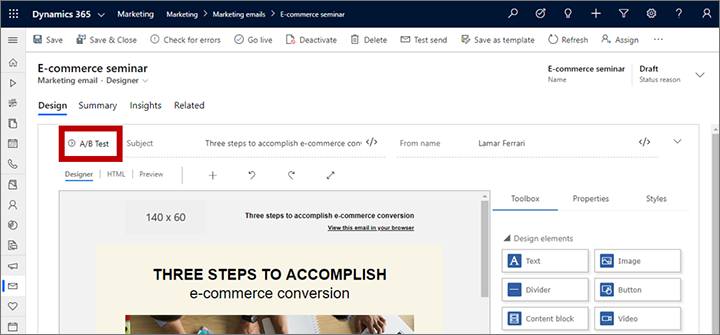 Dynamics 365 Marketing Marketing > Marketing emails > E-commerce seminar
Save Save & Close Check for errors Go live Deactivate Delete Test send Save as template Refresh Assign
E-commerce seminar
Marketing email · Designer
E-commerce seminar
Name
Draft
Status reason
Design Summary Insights Related
A/B Test Subject Three steps to accomplish e-commerce con </> From name Lamar Ferrari </>
Designer HTML Preview
Toolbox Properties Styles
140 x 60
Three steps to accomplish e-commerce conversion
View this email in your browser
THREE STEPS TO ACCOMPLISH
e-commerce conversion
Design elements
Text Image
Divider Button
Content block Video